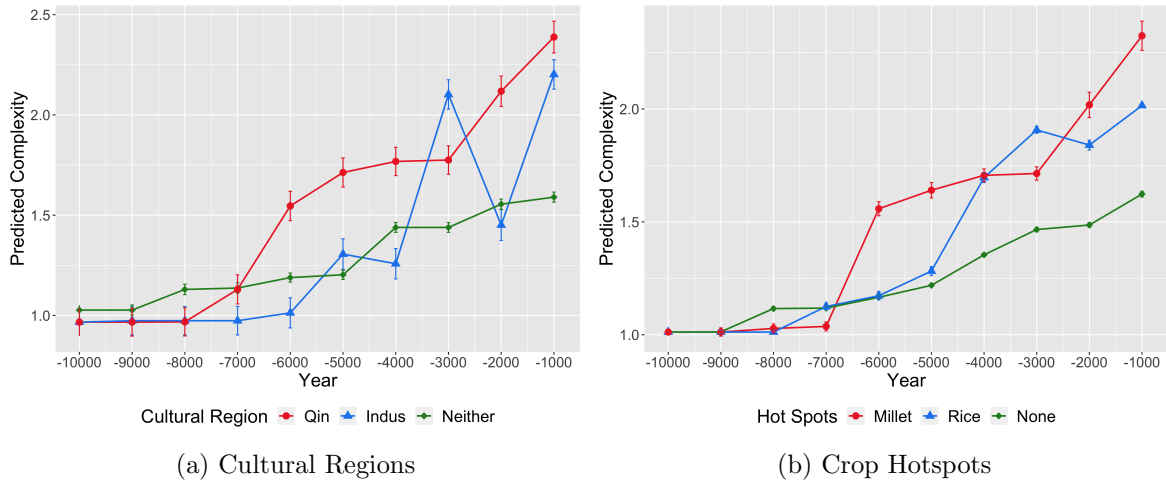 2.5
2.0
1.5
1.0
Predicted Complexity
-10000 -9000 -8000 -7000 -6000 -5000 -4000 -3000 -2000 -1000
Year
Cultural Region Qin Indus Neither
(a) Cultural Regions
2.0
1.5
1.0
Predicted Complexity
-10000 -9000 -8000 -7000 -6000 -5000 -4000 -3000 -2000 -1000
Year
Hot Spots Millet Rice None
(b) Crop Hotspots